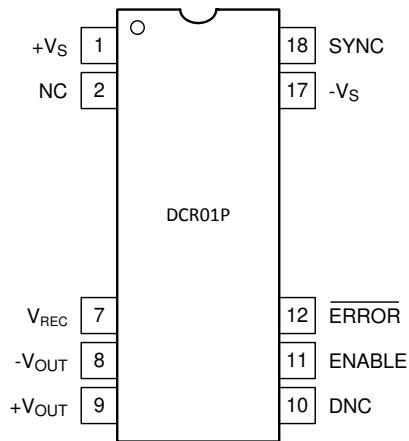 +VS 1 18 SYNC
NC 2 17 -VS
DCR01P
VREC 7 12 ERROR
-VOUT 8 11 ENABLE
+VOUT 9 10 DNC